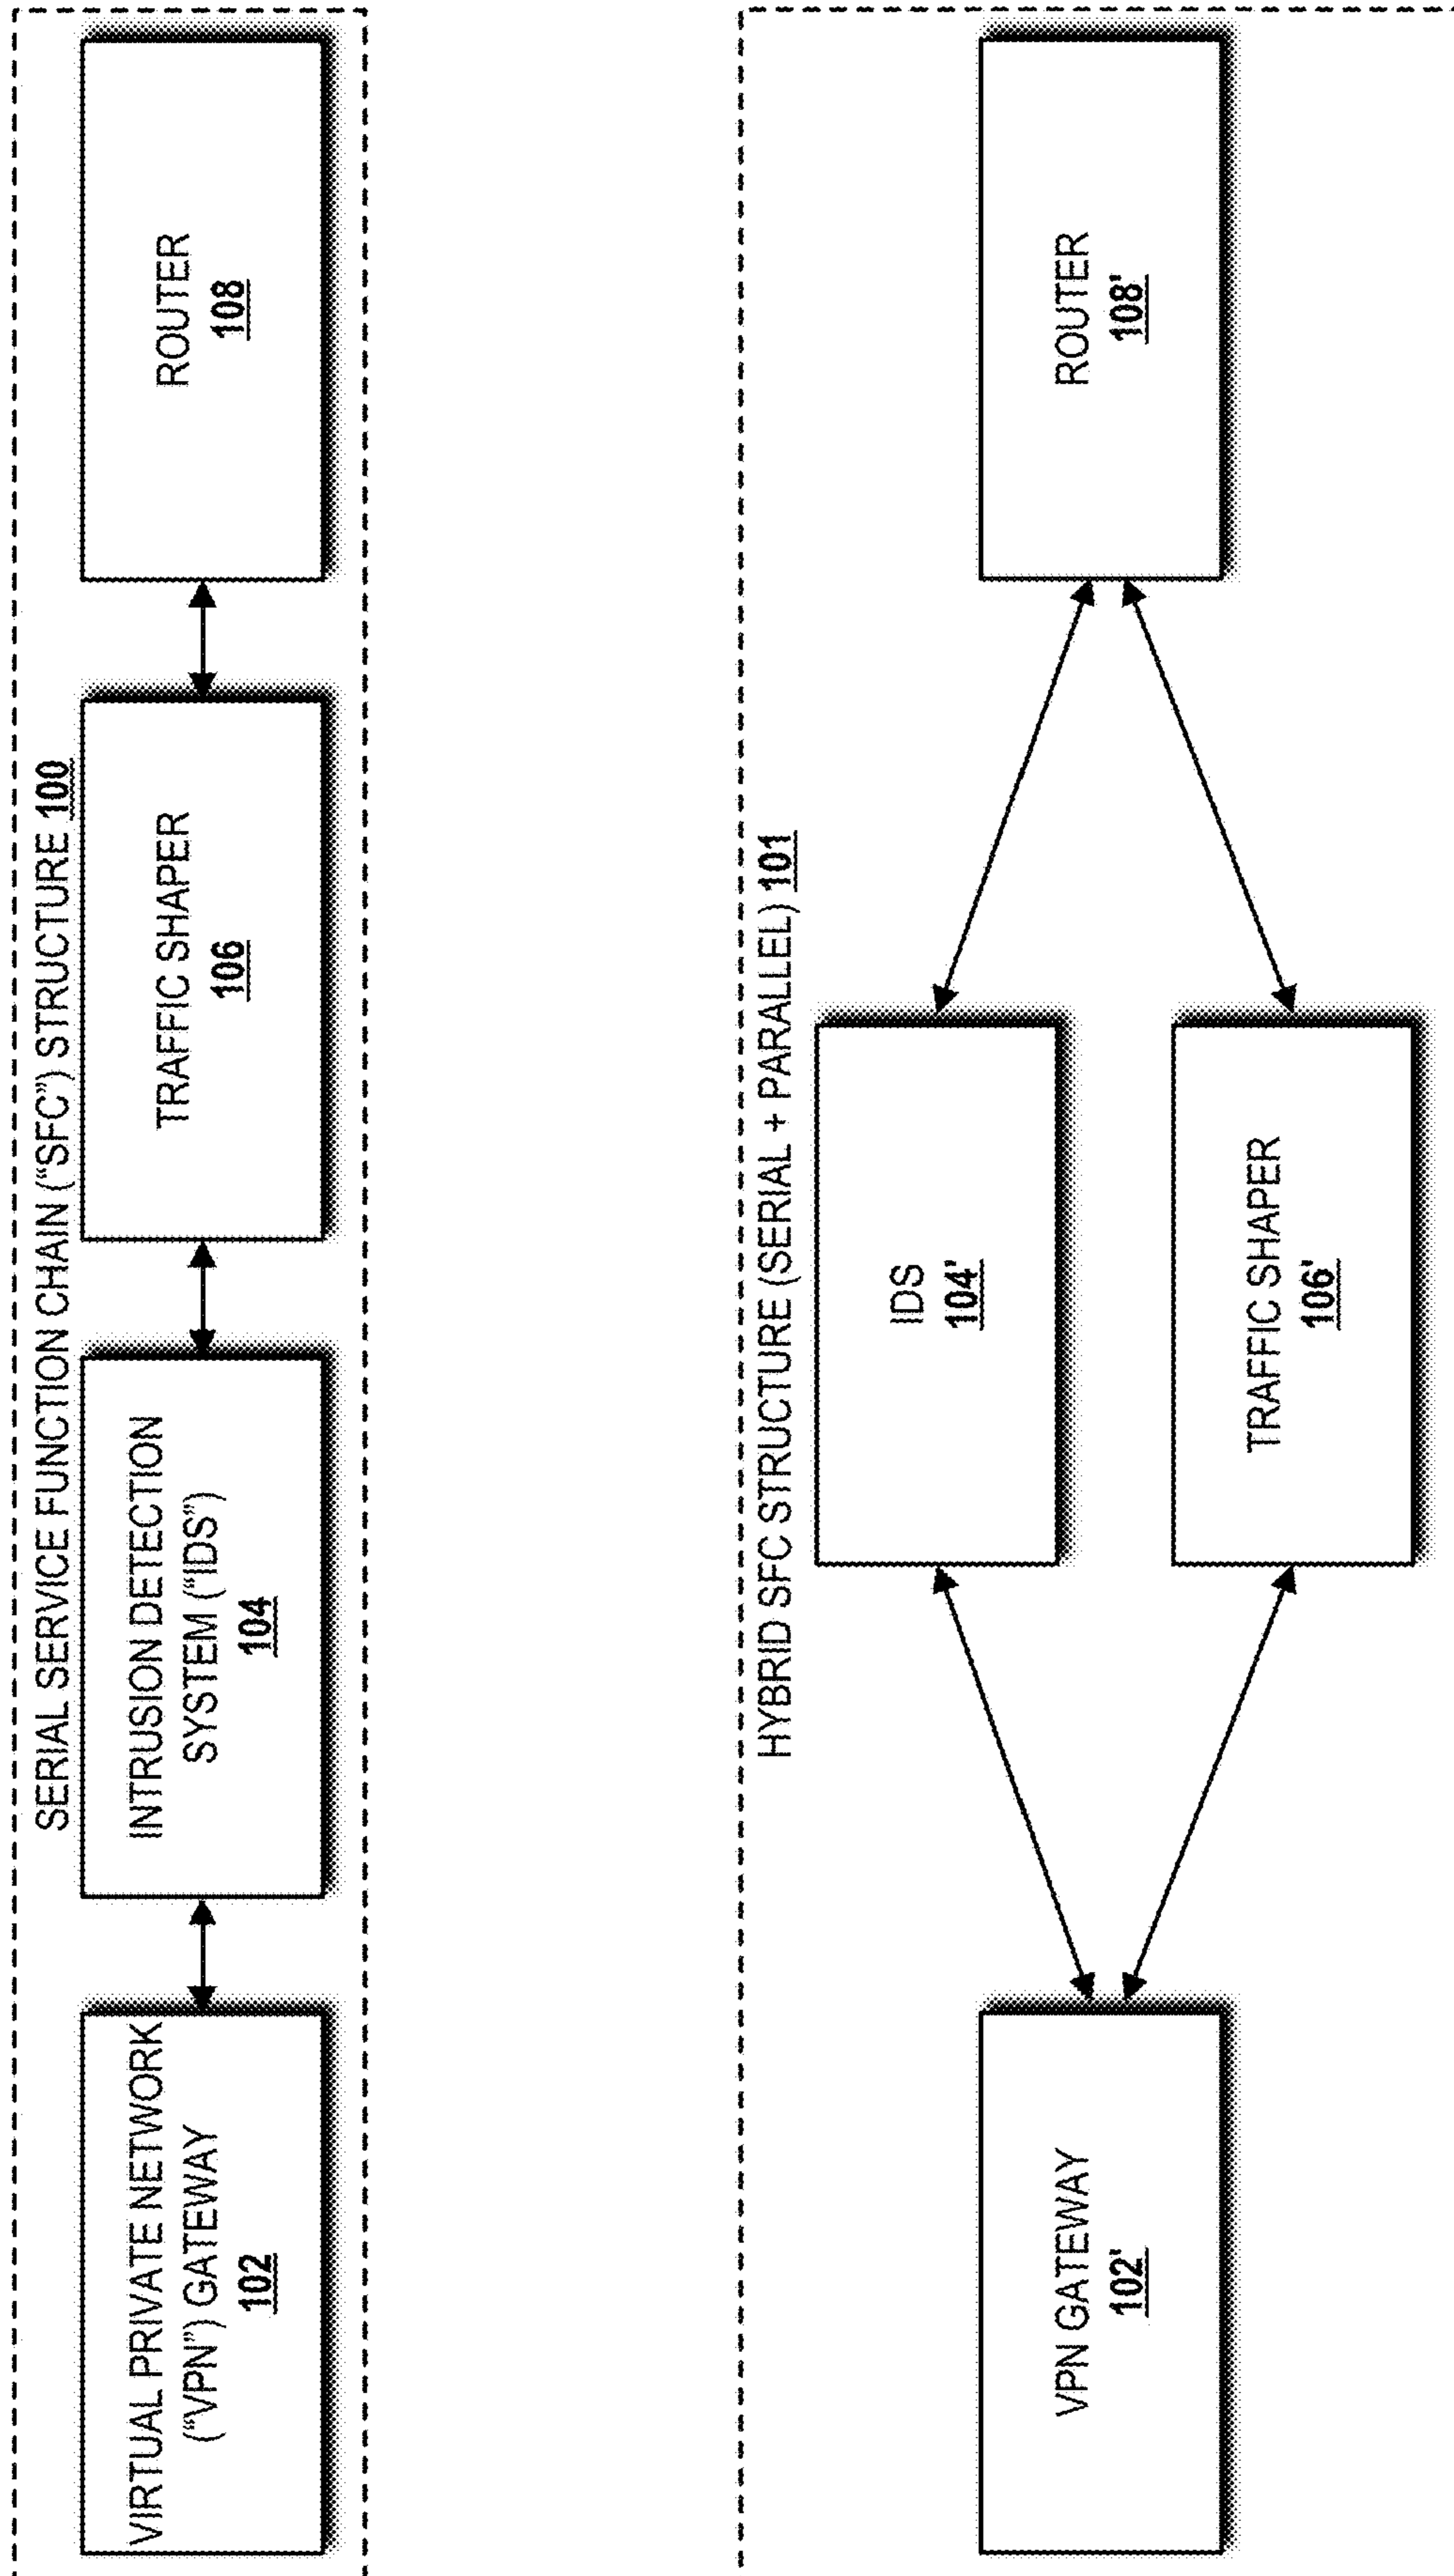 SERIAL SERVICE FUNCTION CHAIN (“SFC”) STRUCTURE 100
VIRTUAL PRIVATE NETWORK
(“VPN”) GATEWAY
102
INTRUSION DETECTION
SYSTEM (“IDS”)
104
TRAFFIC SHAPER
106
ROUTER
108
HYBRID SFC STRUCTURE (SERIAL + PARALLEL) 101
VPN GATEWAY
102'
IDS
104'
TRAFFIC SHAPER
106'
ROUTER
108'